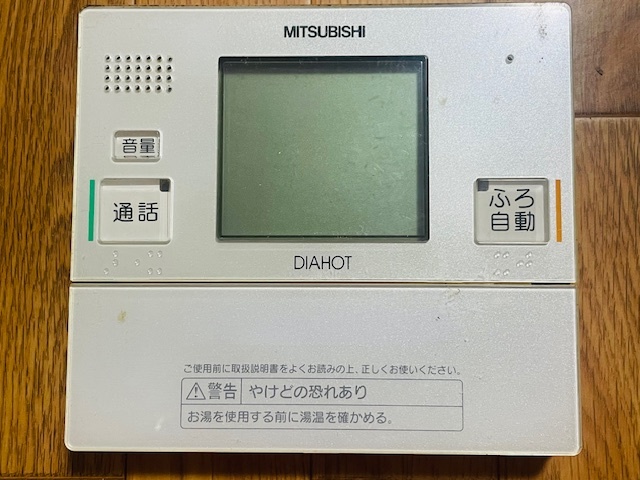 MITSUBISHI
音量
通話
ふろ
自動
DIAHOT
ご使用前に取扱説明書をよくお読みの上、正しくお使いください。
警告 やけどの恐れあり
お湯を使用する前に湯温を確かめる。